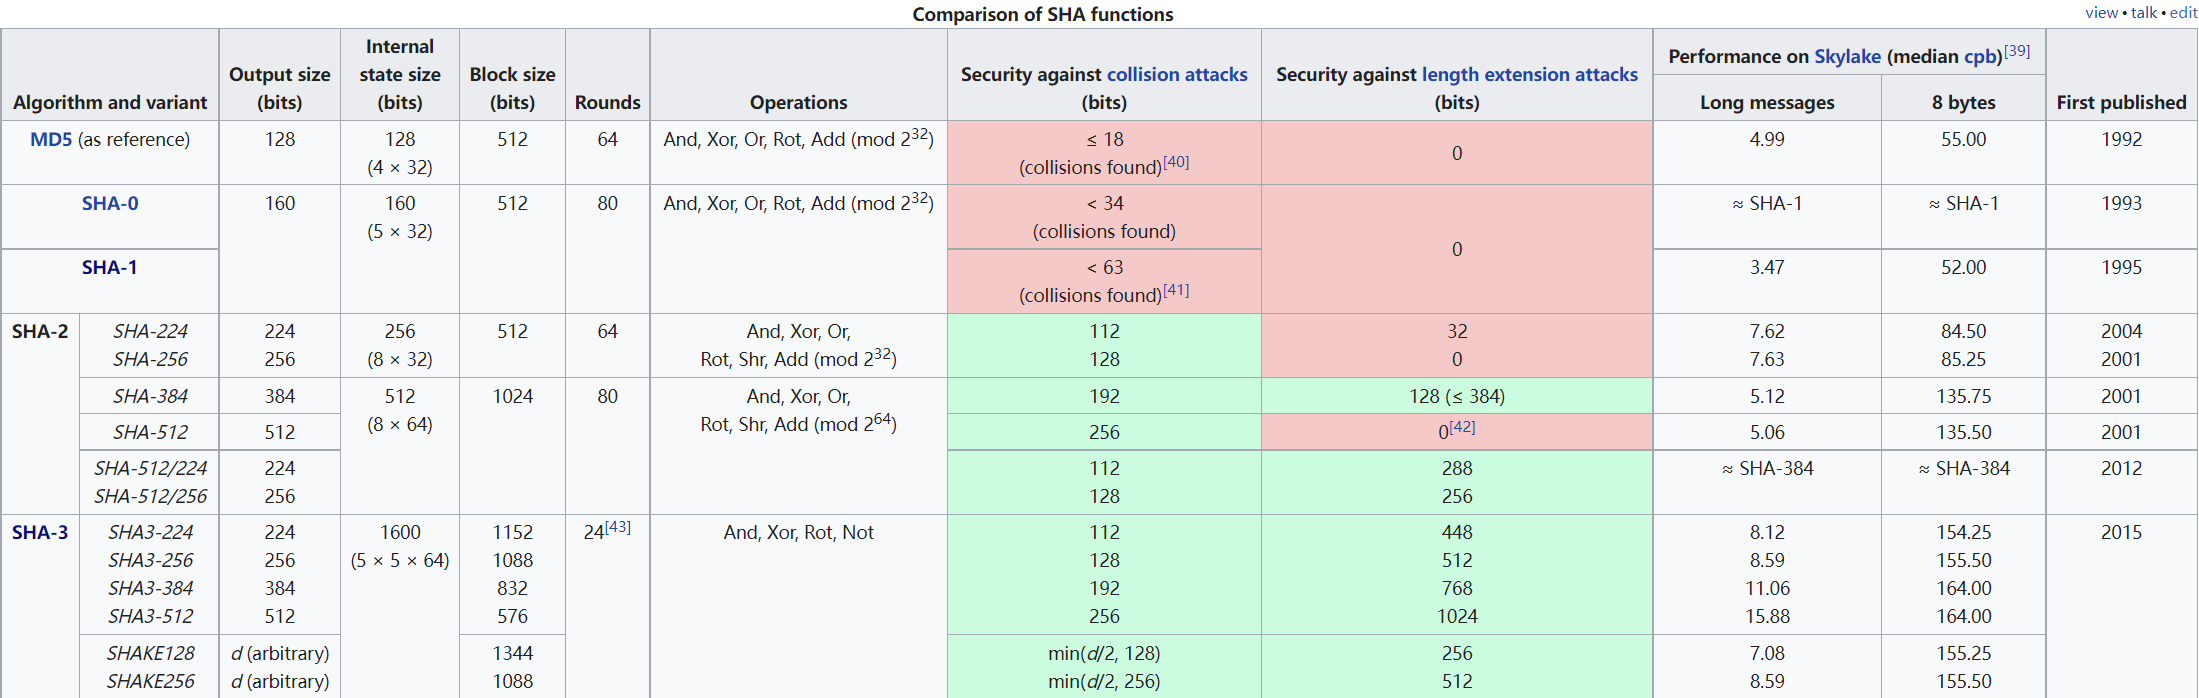 Comparison of SHA functions
view • talk • edit
Algorithm and variant Output size (bits) Internal state size (bits) Block size (bits) Rounds Operations Security against collision attacks (bits) Security against length extension attacks (bits) Performance on Skylake (median cpb)[39] First published
Long messages 8 bytes
MD5 (as reference) 128 128 512 64 And, Xor, Or, Rot, Add (mod 2^32) ≤ 18 0 4.99 55.00 1992
(4 × 32) (collisions found)[40]
SHA-0 160 160 512 80 And, Xor, Or, Rot, Add (mod 2^32) < 34 0 ≈ SHA-1 ≈ SHA-1 1993
(5 × 32) (collisions found)
SHA-1 < 63 3.47 52.00 1995
(collisions found)[41]
SHA-2 SHA-224 224 256 512 64 And, Xor, Or, 112 32 7.62 84.50 2004
SHA-256 256 (8 × 32) Rot, Shr, Add (mod 2^32) 128 0 7.63 85.25 2001
SHA-384 384 512 1024 80 And, Xor, Or, 192 128 (≤ 384) 5.12 135.75 2001
(8 × 64) Rot, Shr, Add (mod 2^64)
SHA-512 512 256 0[42] 5.06 135.50 2001
SHA-512/224 224 112 288 ≈ SHA-384 ≈ SHA-384 2012
SHA-512/256 256 128 256
SHA-3 SHA3-224 224 1600 1152 24[43] And, Xor, Rot, Not 112 448 8.12 154.25 2015
SHA3-256 256 (5 × 5 × 64) 1088 128 512 8.59 155.50
SHA3-384 384 832 192 768 11.06 164.00
SHA3-512 512 576 256 1024 15.88 164.00
SHAKE128 d (arbitrary) 1344 min(d/2, 128) 256 7.08 155.25
SHAKE256 d (arbitrary) 1088 min(d/2, 256) 512 8.59 155.50